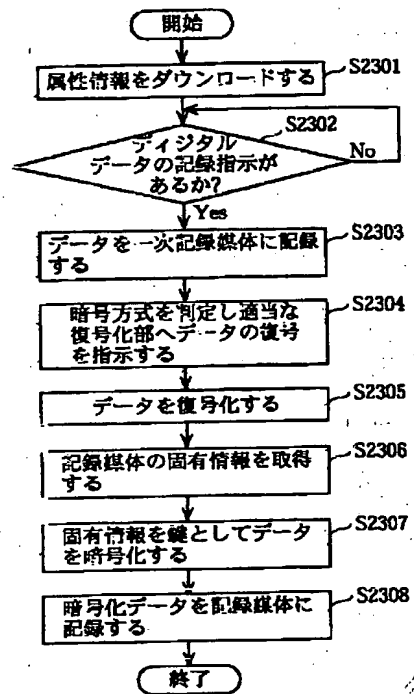 開始
属性情報をダウンロードする
S2301
S2302
ディジタル
データの記録指示が
あるか?
No
Yes
データを一次記録媒体に記録
する
S2303
暗号方式を判定し適当な
復号化部へデータの復号
を指示する
S2304
データを復号化する
S2305
記録媒体の固有情報を取得
する
S2306
固有情報を鍵としてデータ
を暗号化する
S2307
暗号化データを記録媒体に
記録する
S2308
終了